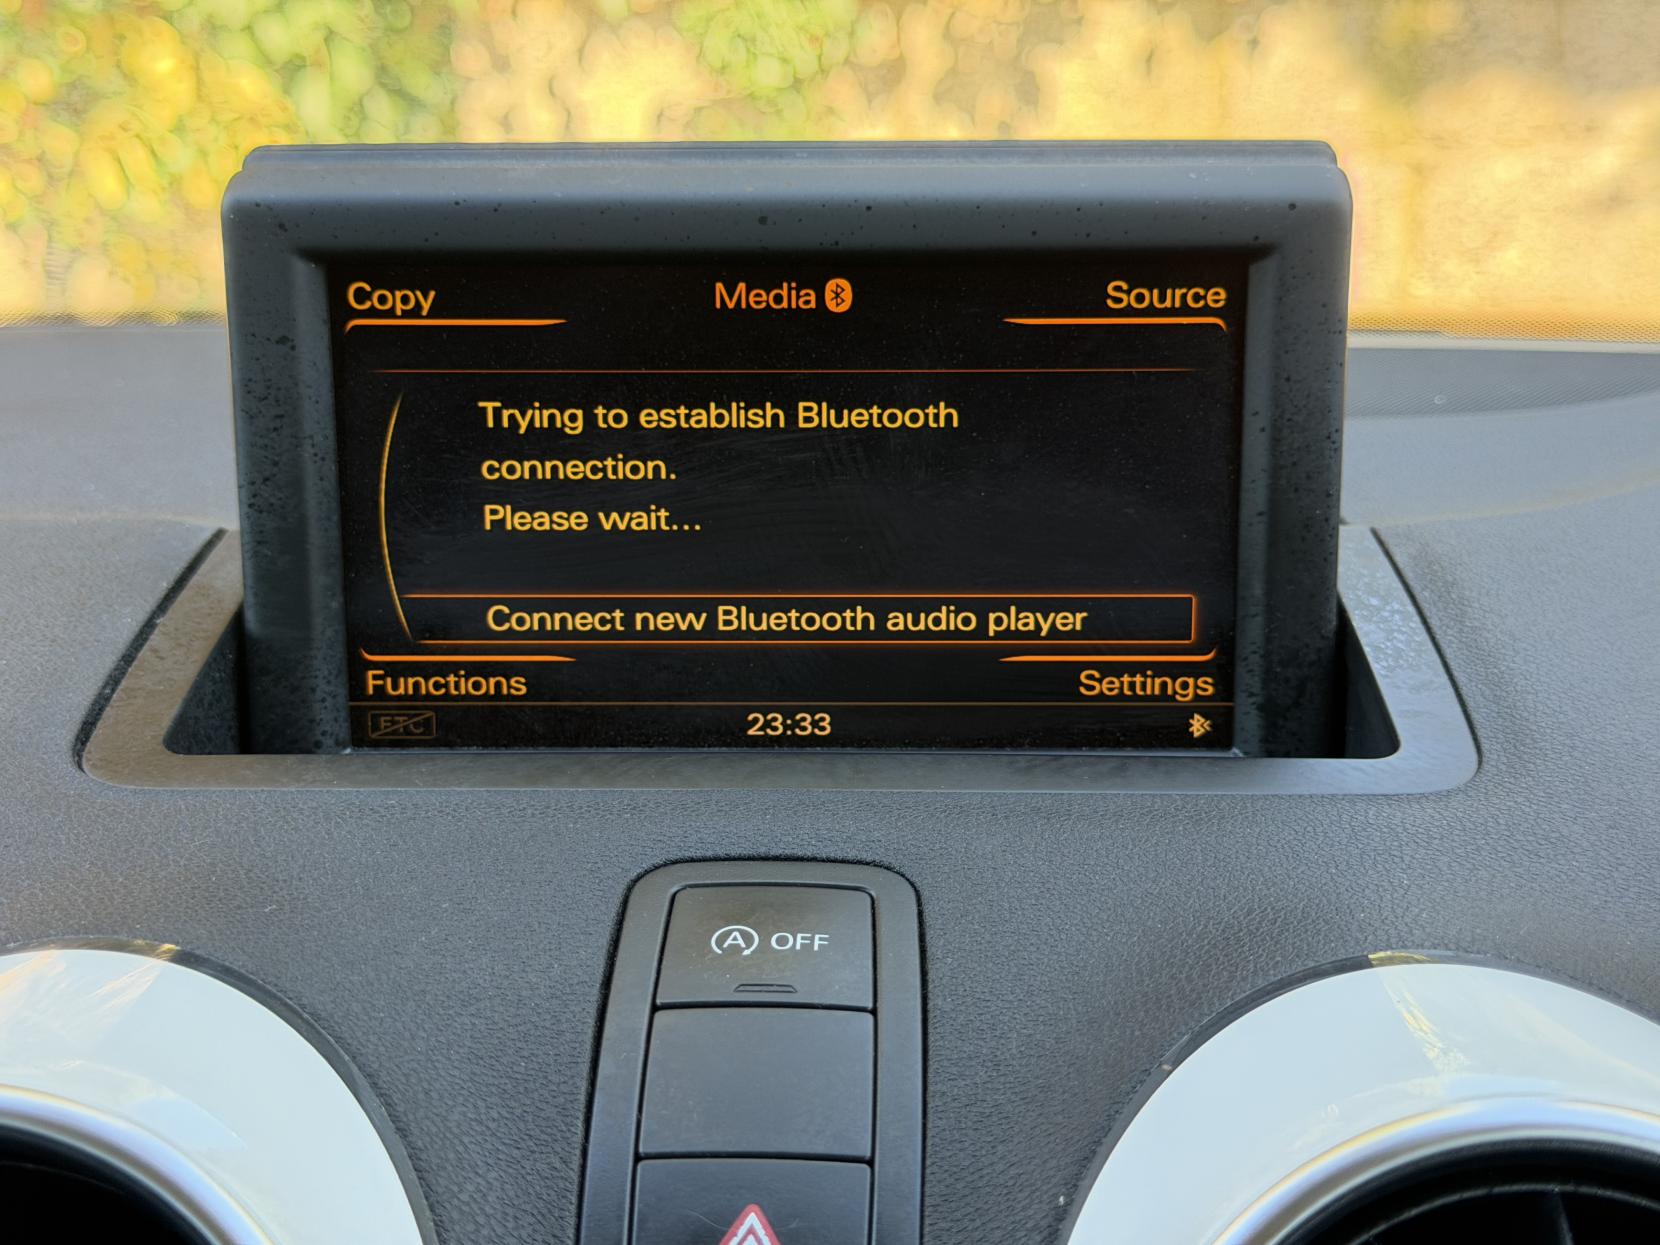 Copy Media Source
Trying to establish Bluetooth
connection.
Please wait...
Connect new Bluetooth audio player
Functions Settings
ETC 23:33
A OFF